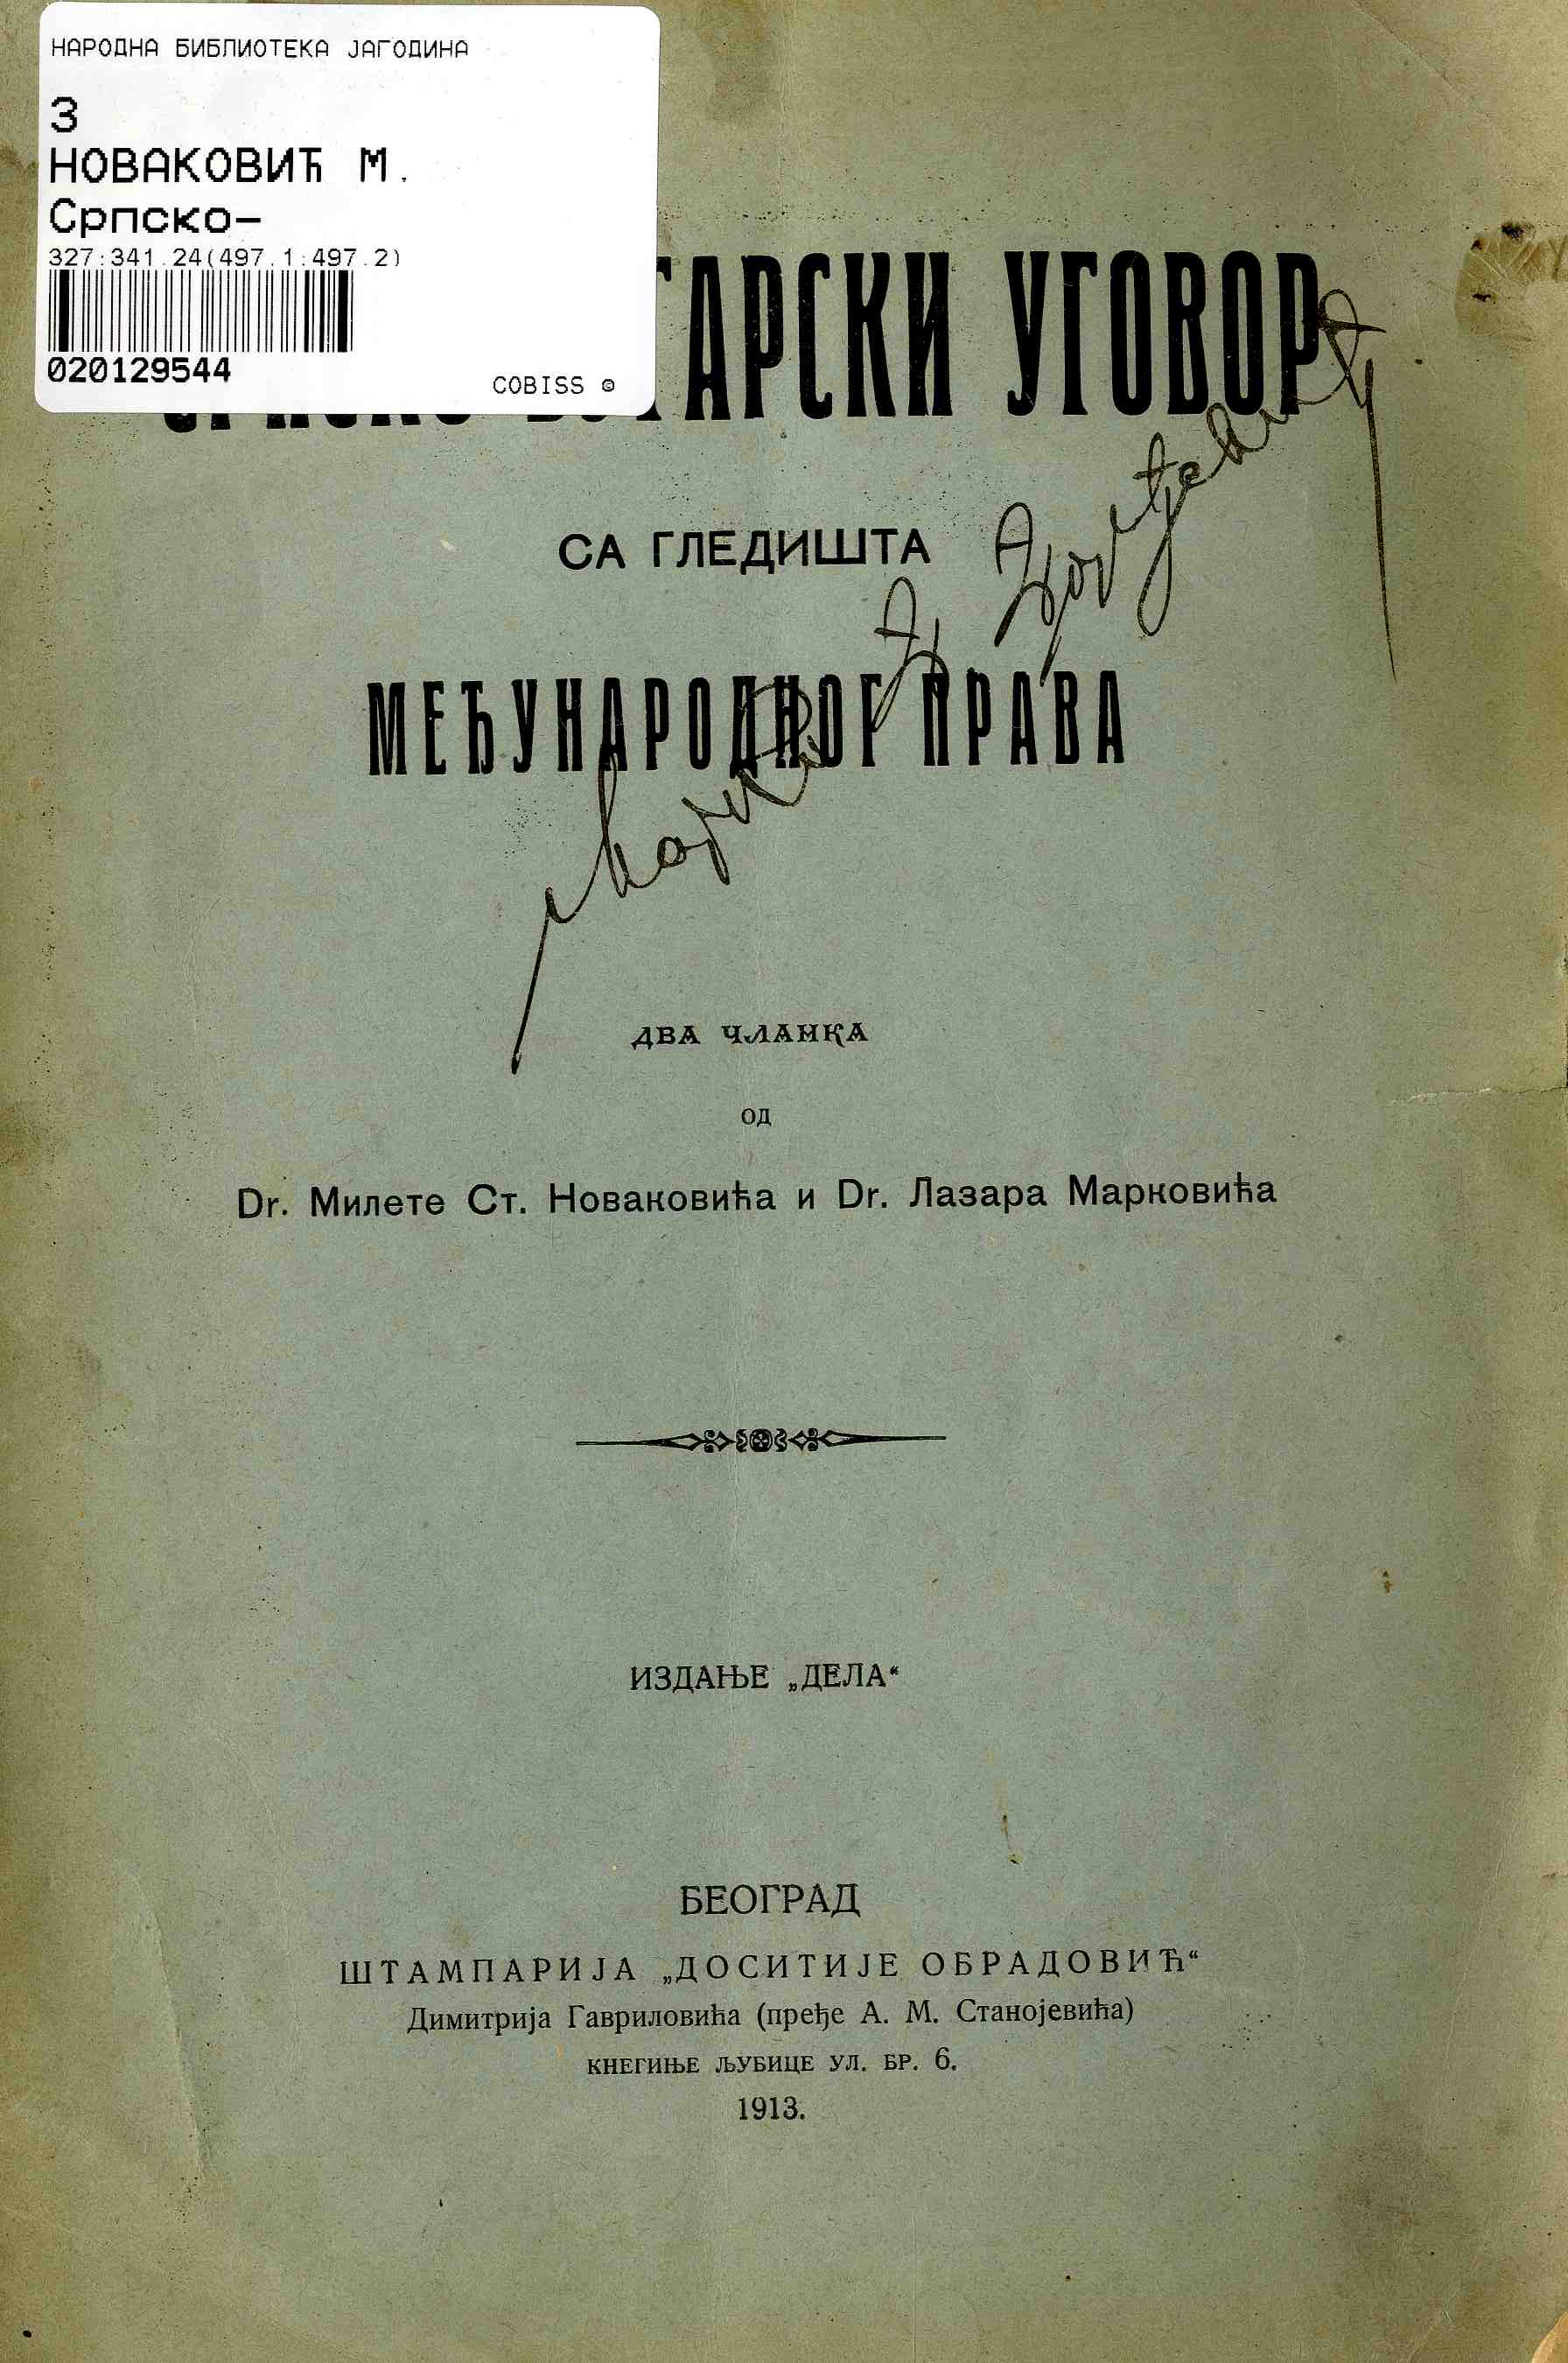 НАРОДНА БИБЛИОТЕКА ЈАГОДИНА
3
НОВАКОВИЋ М.
Српско-
327:341.24(497.1:497.2)
020129544
COBISS ©
УГОВОР
СА ГЛЕДИШТА
МЕЂУНАРОДНОГ ПРАВА
ДВА ЧЛАНКА
ОД
Dr. Милете Ст. Новаковића и Dr. Лазара Марковића
ИЗДАЊЕ „ДЕЛА“
БЕОГРАД
ШТАМПАРИЈА „ДОСИТИЈЕ ОБРАДОВИЋ“
Димитрија Гавриловића (пређе А. М. Станојевића)
КНЕГИЊЕ ЉУБИЦЕ УЛ. БР. 6.
1913.